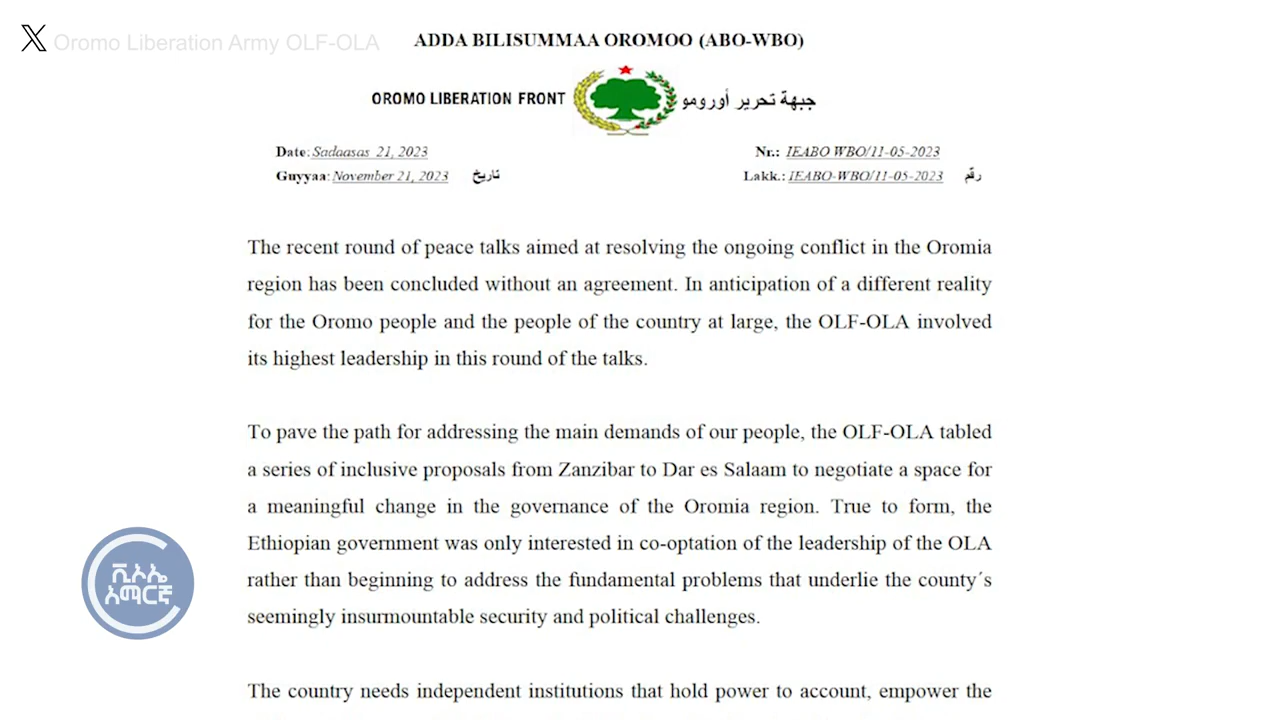 Oromo Liberation Army OLF-OLA
ADDA BILISUMMAA OROMOO (ABO-WBO)
OROMO LIBERATION FRONT جبهة تحرير أورومو
Date: Sadaasas 21, 2023 Nr.: IEABO WBO/11-05-2023
Guyyaa: November 21, 2023 تاريخ Lakk.: IEABO-WBO/11-05-2023 رقم
The recent round of peace talks aimed at resolving the ongoing conflict in the Oromia
region has been concluded without an agreement. In anticipation of a different reality
for the Oromo people and the people of the country at large, the OLF-OLA involved
its highest leadership in this round of the talks.
To pave the path for addressing the main demands of our people, the OLF-OLA tabled
a series of inclusive proposals from Zanzibar to Dar es Salaam to negotiate a space for
a meaningful change in the governance of the Oromia region. True to form, the
Ethiopian government was only interested in co-optation of the leadership of the OLA
rather than beginning to address the fundamental problems that underlie the county´s
seemingly insurmountable security and political challenges.
The country needs independent institutions that hold power to account, empower the
ቪኦኤ
አማርኛ